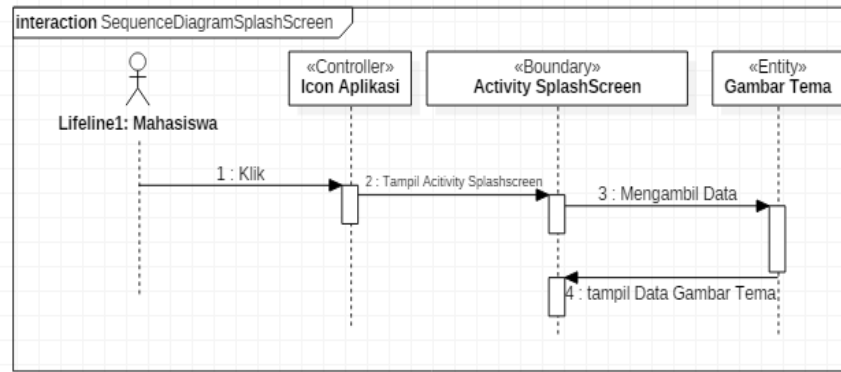 interaction SequenceDiagramSplashScreen
«Controller»
Icon Aplikasi
«Boundary»
Activity SplashScreen
«Entity»
Gambar Tema
Lifeline1: Mahasiswa
1 : Klik
2 : Tampil Acitivity Splashscreen
3 : Mengambil Data
4 : tampil Data Gambar Tema